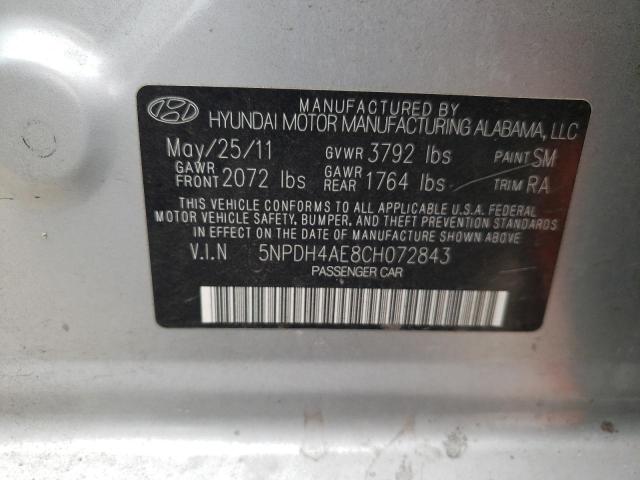 MANUFACTURED BY
HYUNDAI MOTOR MANUFACTURING ALABAMA, LLC
May/25/11 GVWR 3792 lbs PAINT SM
GAWR FRONT 2072 lbs GAWR REAR 1764 lbs TRIM RA
THIS VEHICLE CONFORMS TO ALL APPLICABLE U.S.A. FEDERAL
MOTOR VEHICLE SAFETY, BUMPER, AND THEFT PREVENTION STANDARDS
IN EFFECT ON THE DATE OF MANUFACTURE SHOWN ABOVE.
V.I.N 5NPDH4AE8CH072843
PASSENGER CAR